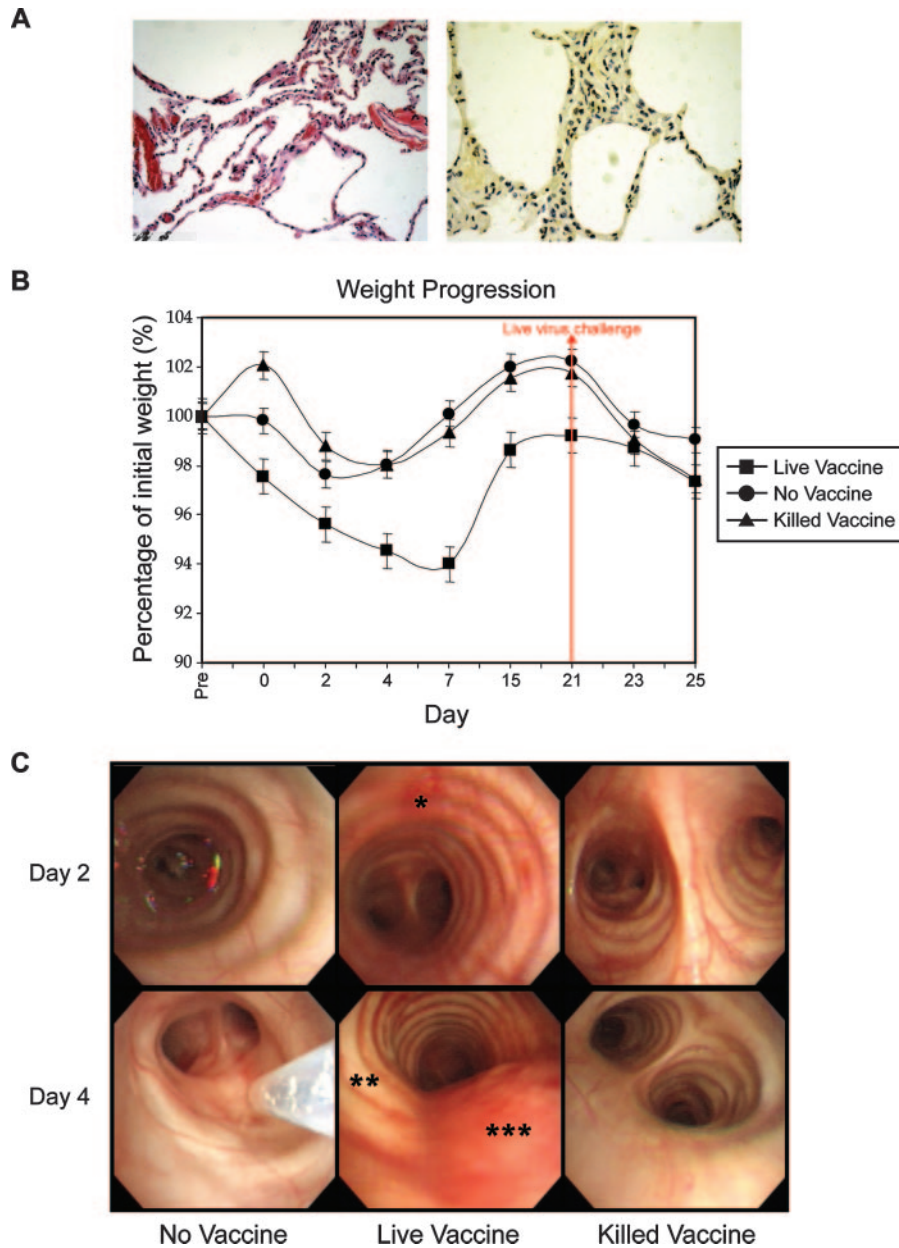 A
B
Weight Progression
Percentage of initial weight (%)
104
102
100
98
96
94
92
90
Live virus challenge
Pre
0
2
4
7
15
21
23
25
Day
Live Vaccine
No Vaccine
Killed Vaccine
C
Day 2
*
Day 4
**
***
No Vaccine
Live Vaccine
Killed Vaccine